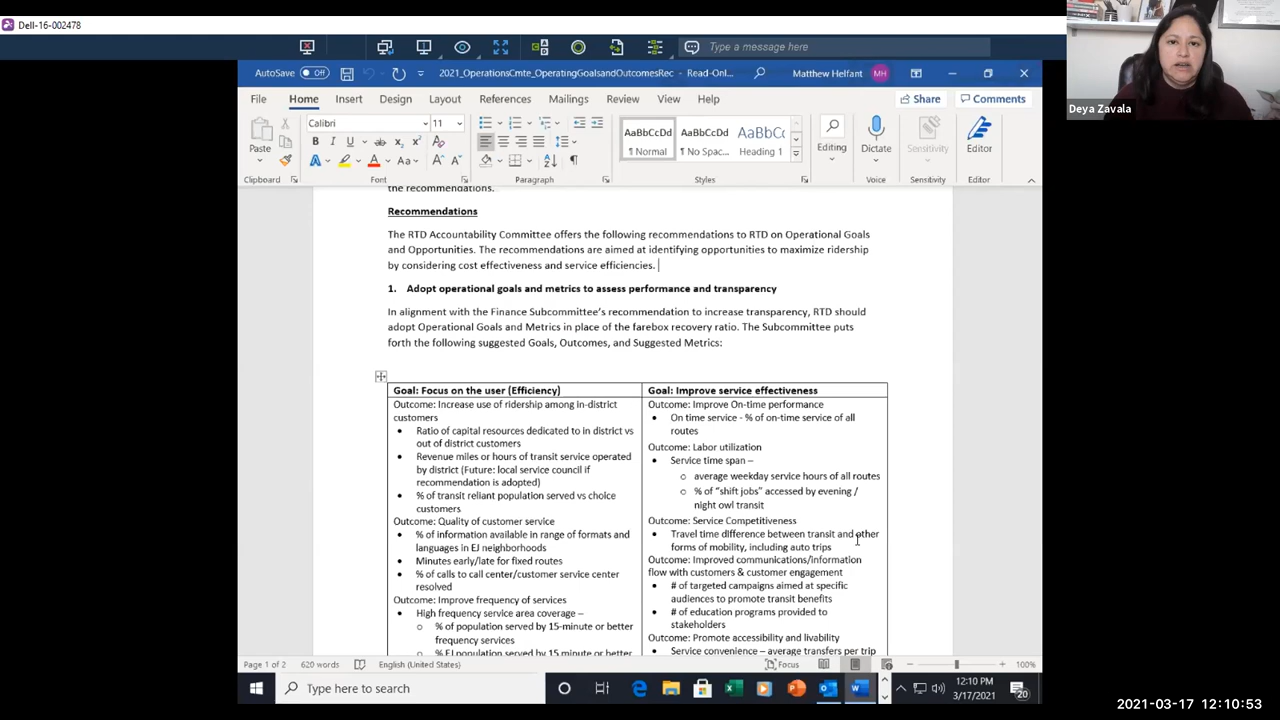 Dell-16-002478
Type a message here
Deya Zavala
AutoSave
Off
2021_OperationsCmte_OperatingGoalsandOutcomesRec - Read-Onl...
Matthew Helfant
MH
File Home Insert Design Layout References Mailings Review View Help
Share
Comments
Calibri
11
Paste
AaBbCcDd
¶ Normal
AaBbCcDd
¶ No Spac...
AaBbC
Heading 1
Editing
Dictate
Sensitivity
Editor
Clipboard
Font
Paragraph
Styles
Voice
Sensitivity
Editor
the recommendations.
Recommendations
The RTD Accountability Committee offers the following recommendations to RTD on Operational Goals
and Opportunities. The recommendations are aimed at identifying opportunities to maximize ridership
by considering cost effectiveness and service efficiencies.
1. Adopt operational goals and metrics to assess performance and transparency
In alignment with the Finance Subcommittee's recommendation to increase transparency, RTD should
adopt Operational Goals and Metrics in place of the farebox recovery ratio. The Subcommittee puts
forth the following suggested Goals, Outcomes, and Suggested Metrics:
Goal: Focus on the user (Efficiency)
Outcome: Increase use of ridership among in-district
customers
• Ratio of capital resources dedicated to in district vs
out of district customers
• Revenue miles or hours of transit service operated
by district (Future: local service council if
recommendation is adopted)
• % of transit reliant population served vs choice
customers
Outcome: Quality of customer service
• % of information available in range of formats and
languages in EJ neighborhoods
• Minutes early/late for fixed routes
• % of calls to call center/customer service center
resolved
Outcome: Improve frequency of services
• High frequency service area coverage –
o % of population served by 15-minute or better
frequency services
o % EJ population served by 15 minute or better
Goal: Improve service effectiveness
Outcome: Improve On-time performance
• On time service - % of on-time service of all
routes
Outcome: Labor utilization
• Service time span –
o average weekday service hours of all routes
o % of "shift jobs" accessed by evening /
night owl transit
Outcome: Service Competitiveness
• Travel time difference between transit and other
forms of mobility, including auto trips
Outcome: Improved communications/information
flow with customers & customer engagement
• # of targeted campaigns aimed at specific
audiences to promote transit benefits
• # of education programs provided to
stakeholders
Outcome: Promote accessibility and livability
• Service convenience – average transfers per trip
Page 1 of 2
620 words
English (United States)
Focus
100%
Type here to search
12:10 PM
3/17/2021
20
2021-03-17 12:10:53